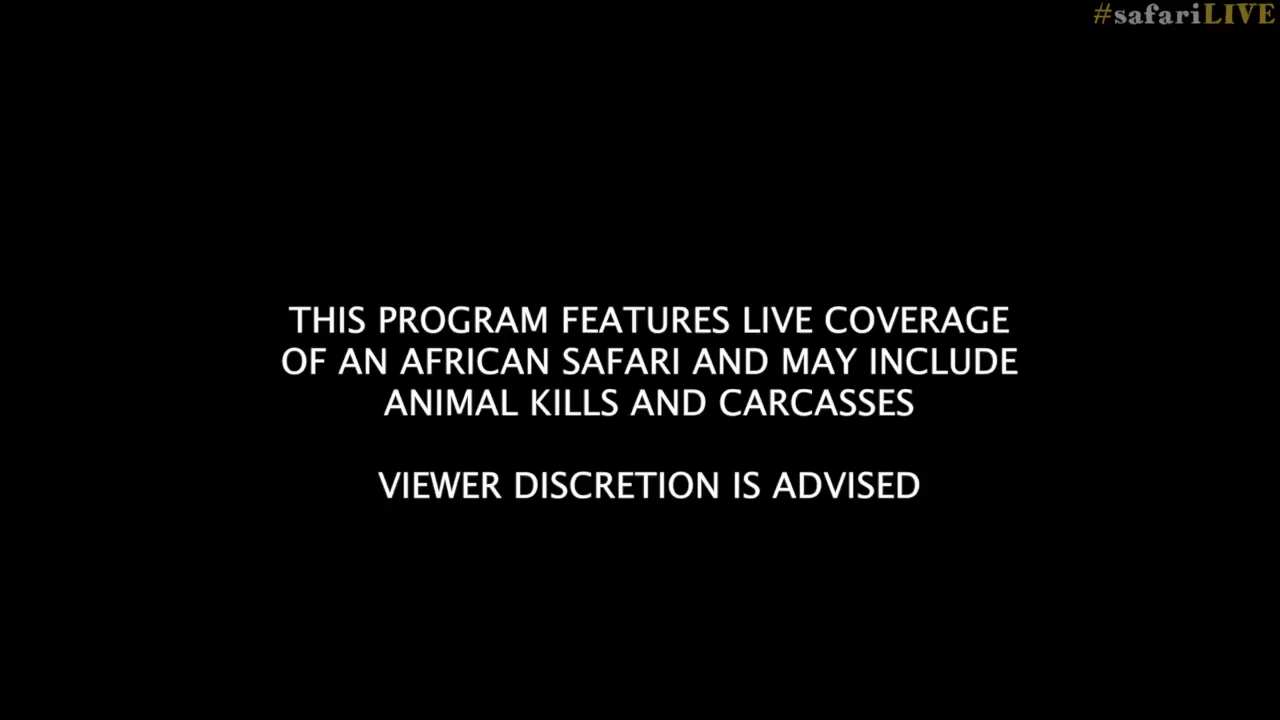 #safariLIVE
THIS PROGRAM FEATURES LIVE COVERAGE
OF AN AFRICAN SAFARI AND MAY INCLUDE
ANIMAL KILLS AND CARCASSES
VIEWER DISCRETION IS ADVISED